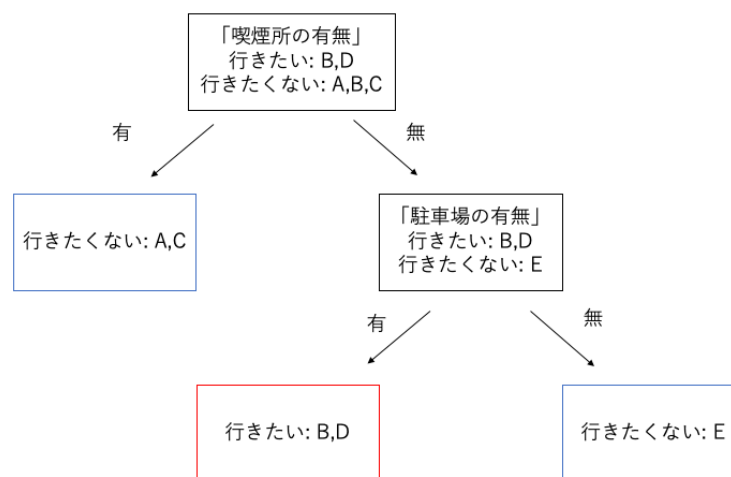 「喫煙所の有無」
行きたい: B,D
行きたくない: A,B,C
有
無
行きたくない: A,C
「駐車場の有無」
行きたい: B,D
行きたくない: E
有
無
行きたい: B,D
行きたくない: E